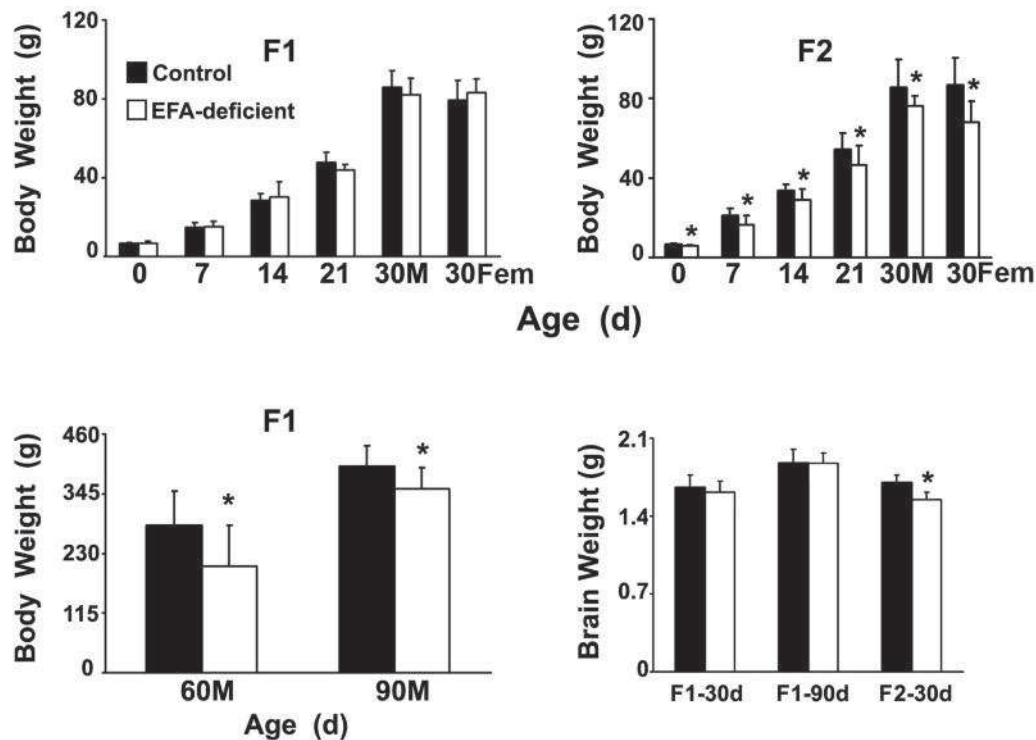 F1
Body Weight (g)
120
80
40
0
Control
EFA-deficient
0 7 14 21 30M 30Fem
F2
Body Weight (g)
120
80
40
0
* * * * * *
0 7 14 21 30M 30Fem
Age (d)
F1
Body Weight (g)
460
345
230
115
0
* *
60M 90M
Age (d)
Brain Weight (g)
2.1
1.4
0.7
0
*
F1-30d F1-90d F2-30d